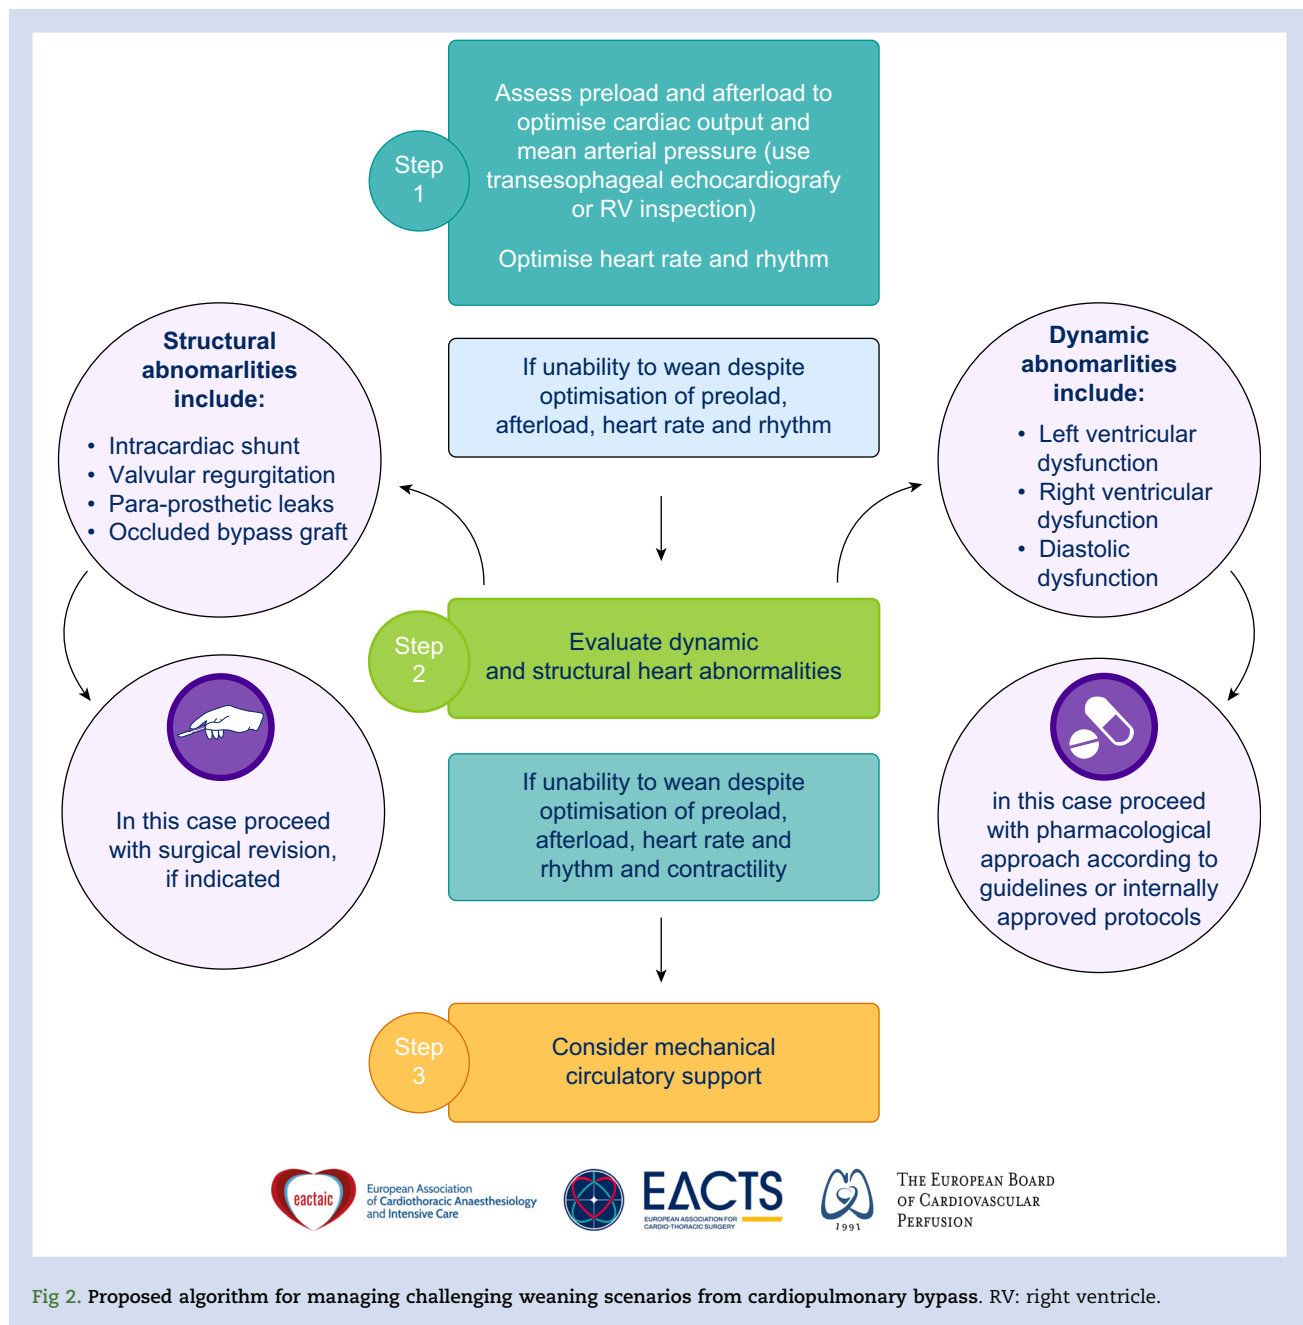 Assess preload and afterload to
optimise cardiac output and
mean arterial pressure (use
transesophageal echocardiografy
or RV inspection)
Optimise heart rate and rhythm
Step
1
If unability to wean despite
optimisation of preolad,
afterload, heart rate and rhythm
Structural
abnomarlities
include:
• Intracardiac shunt
• Valvular regurgitation
• Para-prosthetic leaks
• Occluded bypass graft
Dynamic
abnomarlities
include:
• Left ventricular
dysfunction
• Right ventricular
dysfunction
• Diastolic
dysfunction
Step
2
Evaluate dynamic
and structural heart abnormalities
In this case proceed
with surgical revision,
if indicated
in this case proceed
with pharmacological
approach according to
guidelines or internally
approved protocols
If unability to wean despite
optimisation of preolad,
afterload, heart rate and
rhythm and contractility
Step
3
Consider mechanical
circulatory support
eactaic
European Association
of Cardiothoracic Anaesthesiology
and Intensive Care
EACTS
EUROPEAN ASSOCIATION FOR
CARDIO-THORACIC SURGERY
1991
THE EUROPEAN BOARD
OF CARDIOVASCULAR
PERFUSION
Fig 2. Proposed algorithm for managing challenging weaning scenarios from cardiopulmonary bypass. RV: right ventricle.